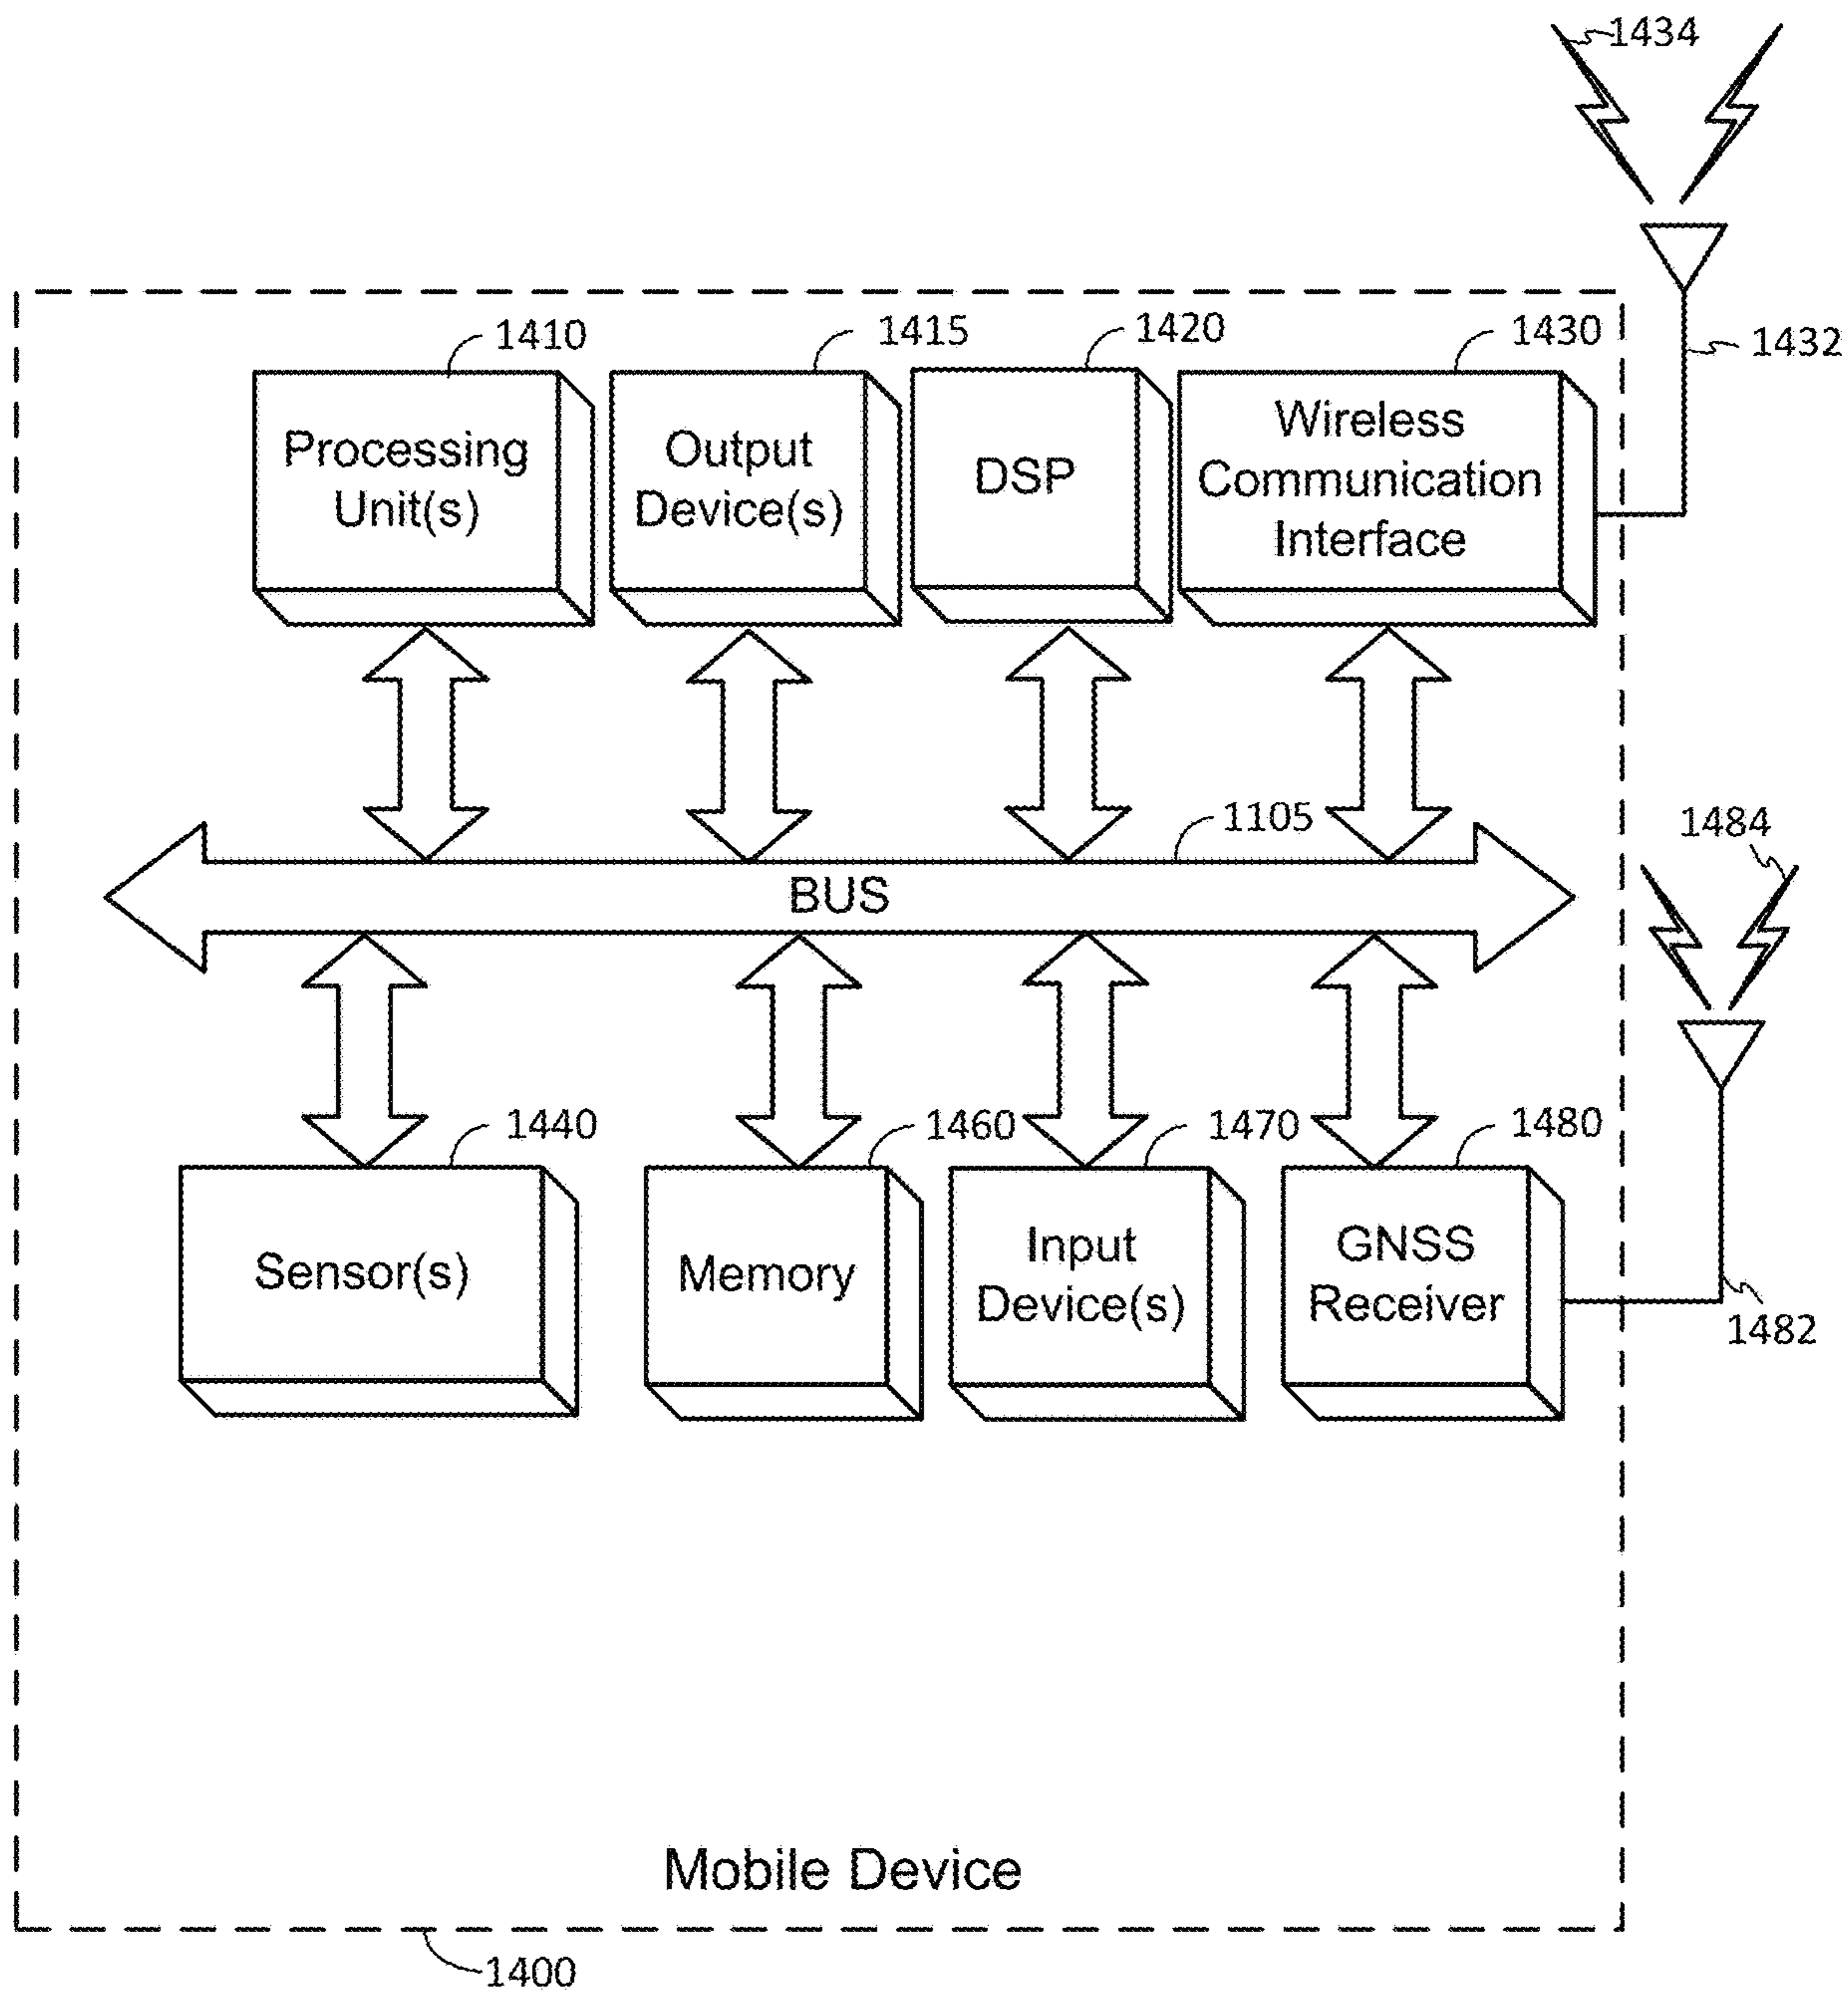 1434
1432
1410
1415
1420
1430
Processing
Unit(s)
Output
Device(s)
DSP
Wireless
Communication
Interface
1105
BUS
1484
1440
1460
1470
1480
Sensor(s)
Memory
Input
Device(s)
GNSS
Receiver
1482
Mobile Device
1400